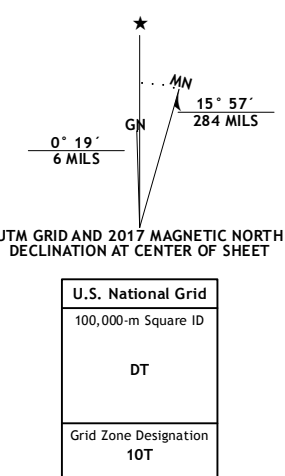 ★
MN
GN
15° 57´
284 MILS
0° 19´
6 MILS
UTM GRID AND 2017 MAGNETIC NORTH
DECLINATION AT CENTER OF SHEET
U.S. National Grid
100,000-m Square ID
DT
Grid Zone Designation
10T